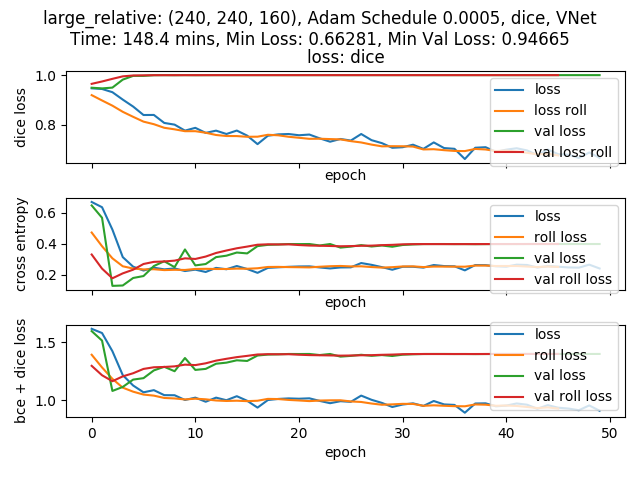 large_relative: (240, 240, 160), Adam Schedule 0.0005, dice, VNet
Time: 148.4 mins, Min Loss: 0.66281, Min Val Loss: 0.94665
loss: dice
dice loss
1.0
0.8
loss
loss roll
val loss
val loss roll
epoch
cross entropy
0.6
0.4
0.2
loss
roll loss
val loss
val roll loss
epoch
bce + dice loss
1.5
1.0
loss
roll loss
val loss
val roll loss
0 10 20 30 40 50
epoch